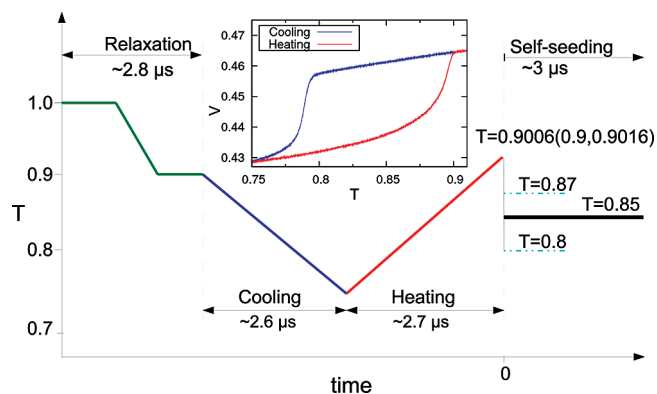 Relaxation
~2.8 µs
Self-seeding
~3 µs
0.47
0.46
0.45
0.44
0.43
V
Cooling
Heating
0.75
0.8
0.85
0.9
T
1.0
0.9
0.8
0.7
T
T=0.9006(0.9,0.9016)
T=0.87
T=0.85
T=0.8
Cooling
~2.6 µs
Heating
~2.7 µs
0
time